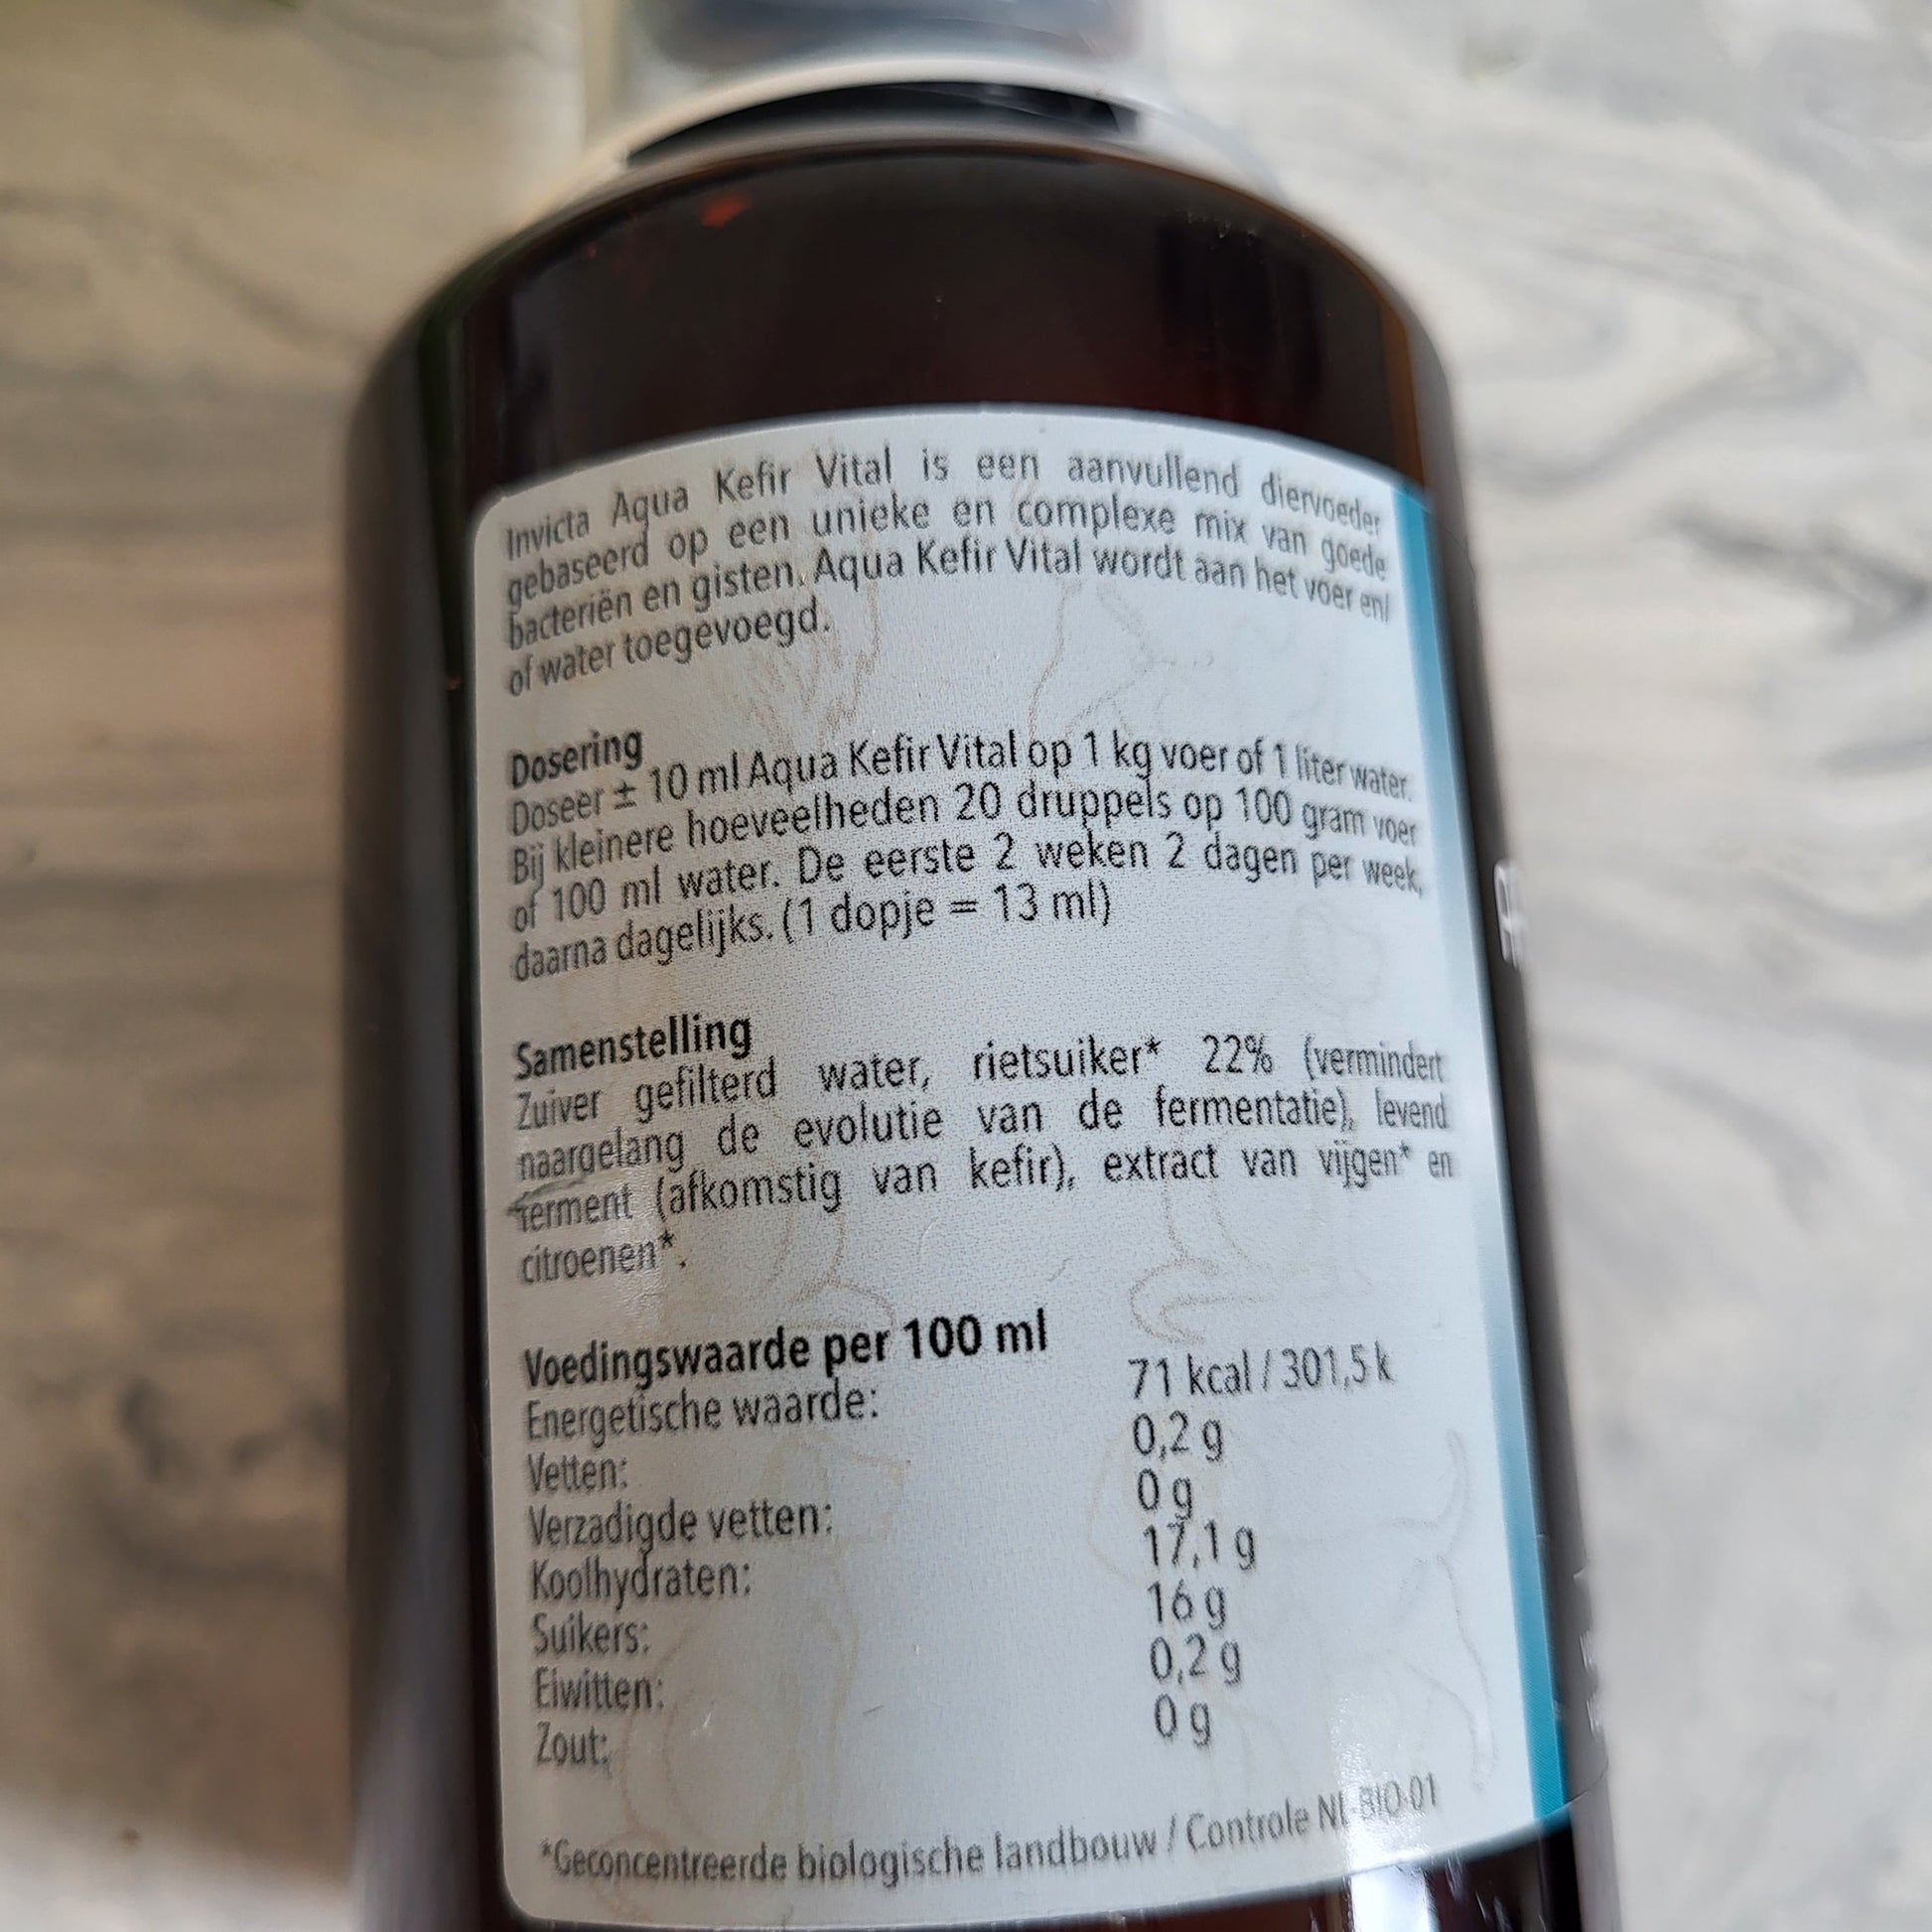 Invicta Aqua Kefir Vital is een aanvullend diervoeder
gebaseerd op een unieke en complexe mix van goede
bacteriën en gisten. Aqua Kefir Vital wordt aan het voer en/
of water toegevoegd.
Dosering
Doseer ± 10 ml Aqua Kefir Vital op 1 kg voer of 1 liter water.
Bij kleinere hoeveelheden 20 druppels op 100 gram voer
of 100 ml water. De eerste 2 weken 2 dagen per week,
daarna dagelijks. (1 dopje = 13 ml)
Samenstelling
Zuiver gefilterd water, rietsuiker* 22% (vermindert
naargelang de evolutie van de fermentatie), levend
ferment (afkomstig van kefir), extract van vijgen* en
citroenen*.
Voedingswaarde per 100 ml
Energetische waarde: 71 kcal / 301,5 k
Vetten: 0,2 g
Verzadigde vetten: 0 g
Koolhydraten: 17,1 g
Suikers: 16 g
Eiwitten: 0,2 g
Zout: 0 g
*Geconcentreerde biologische landbouw / Controle NL-BIO-01